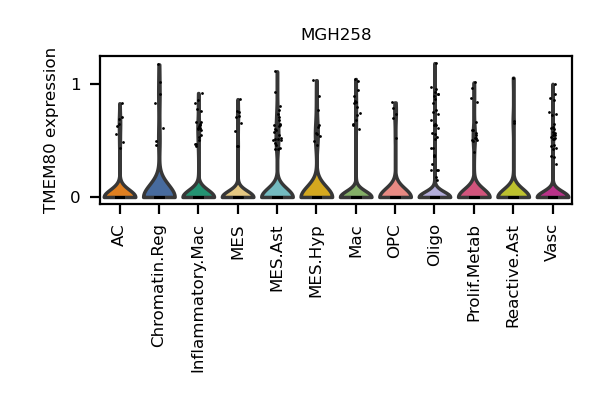 MGH258
TMEM80 expression
1
0
AC
Chromatin.Reg
Inflammatory.Mac
MES
MES.Ast
MES.Hyp
Mac
OPC
Oligo
Prolif.Metab
Reactive.Ast
Vasc